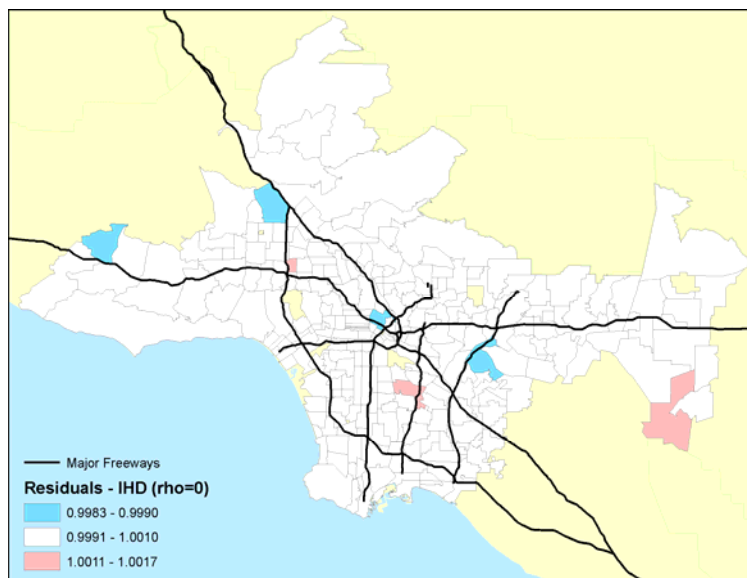 Major Freeways
Residuals - IHD (rho=0)
0.9983 - 0.9990
0.9991 - 1.0010
1.0011 - 1.0017